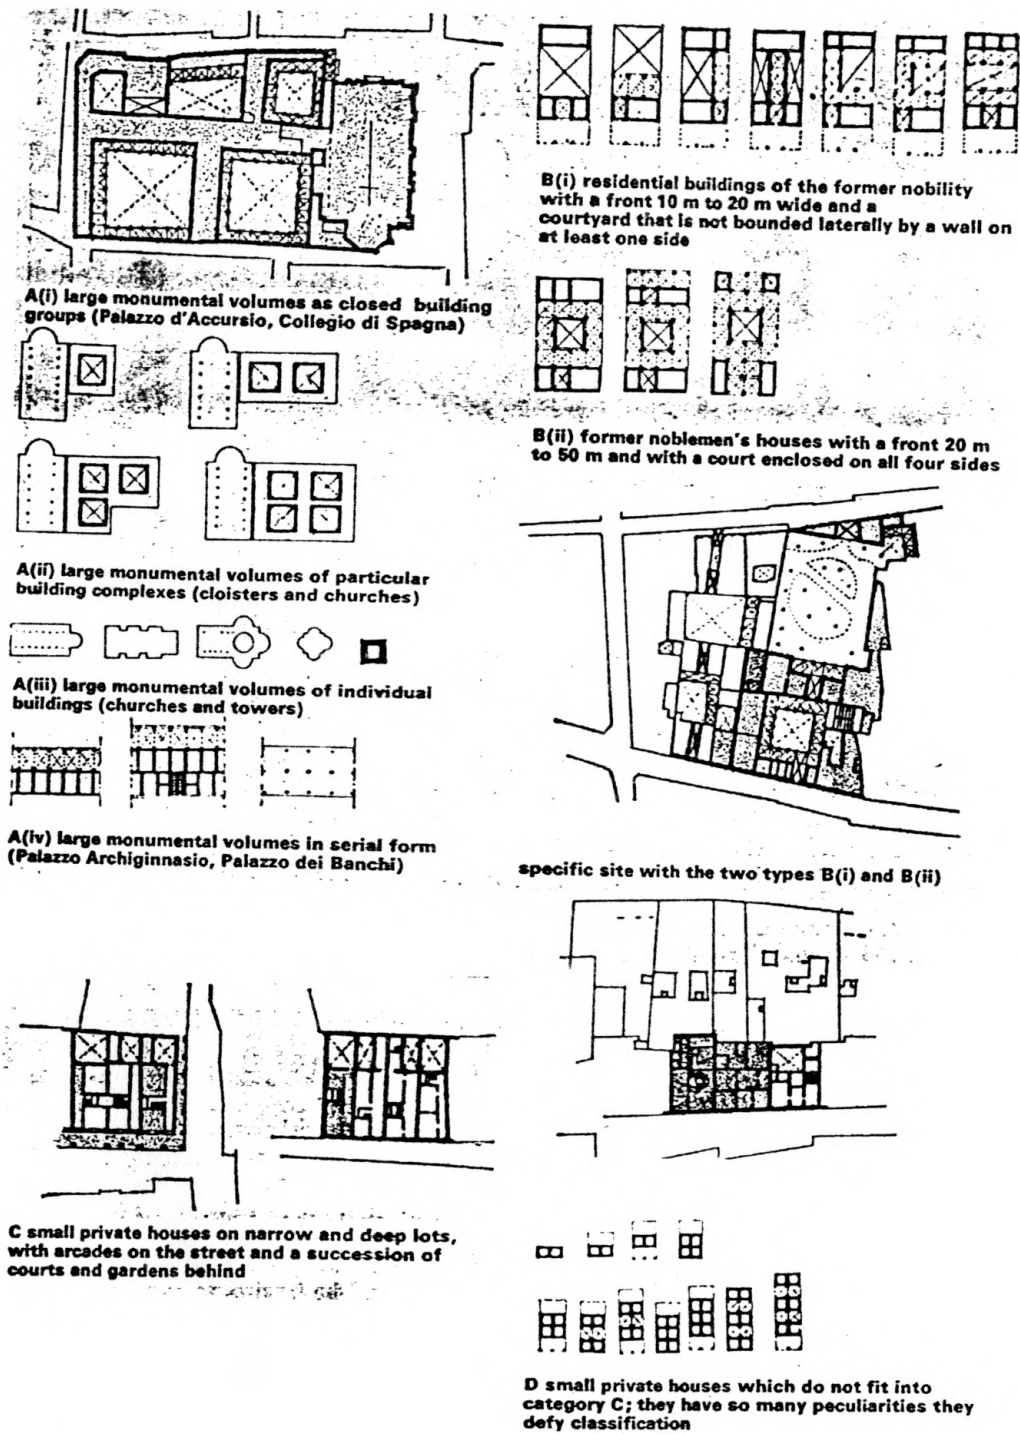 A(i) large monumental volumes as closed building
groups (Palazzo d'Accursio, Collegio di Spagna)
A(ii) large monumental volumes of particular
building complexes (cloisters and churches)
A(iii) large monumental volumes of individual
buildings (churches and towers)
A(iv) large monumental volumes in serial form
(Palazzo Archiginnasio, Palazzo dei Banchi)
C small private houses on narrow and deep lots,
with arcades on the street and a succession of
courts and gardens behind
B(i) residential buildings of the former nobility
with a front 10 m to 20 m wide and a
courtyard that is not bounded laterally by a wall on
at least one side
B(ii) former noblemen's houses with a front 20 m
to 50 m and with a court enclosed on all four sides
specific site with the two types B(i) and B(ii)
D small private houses which do not fit into
category C; they have so many peculiarities they
defy classification